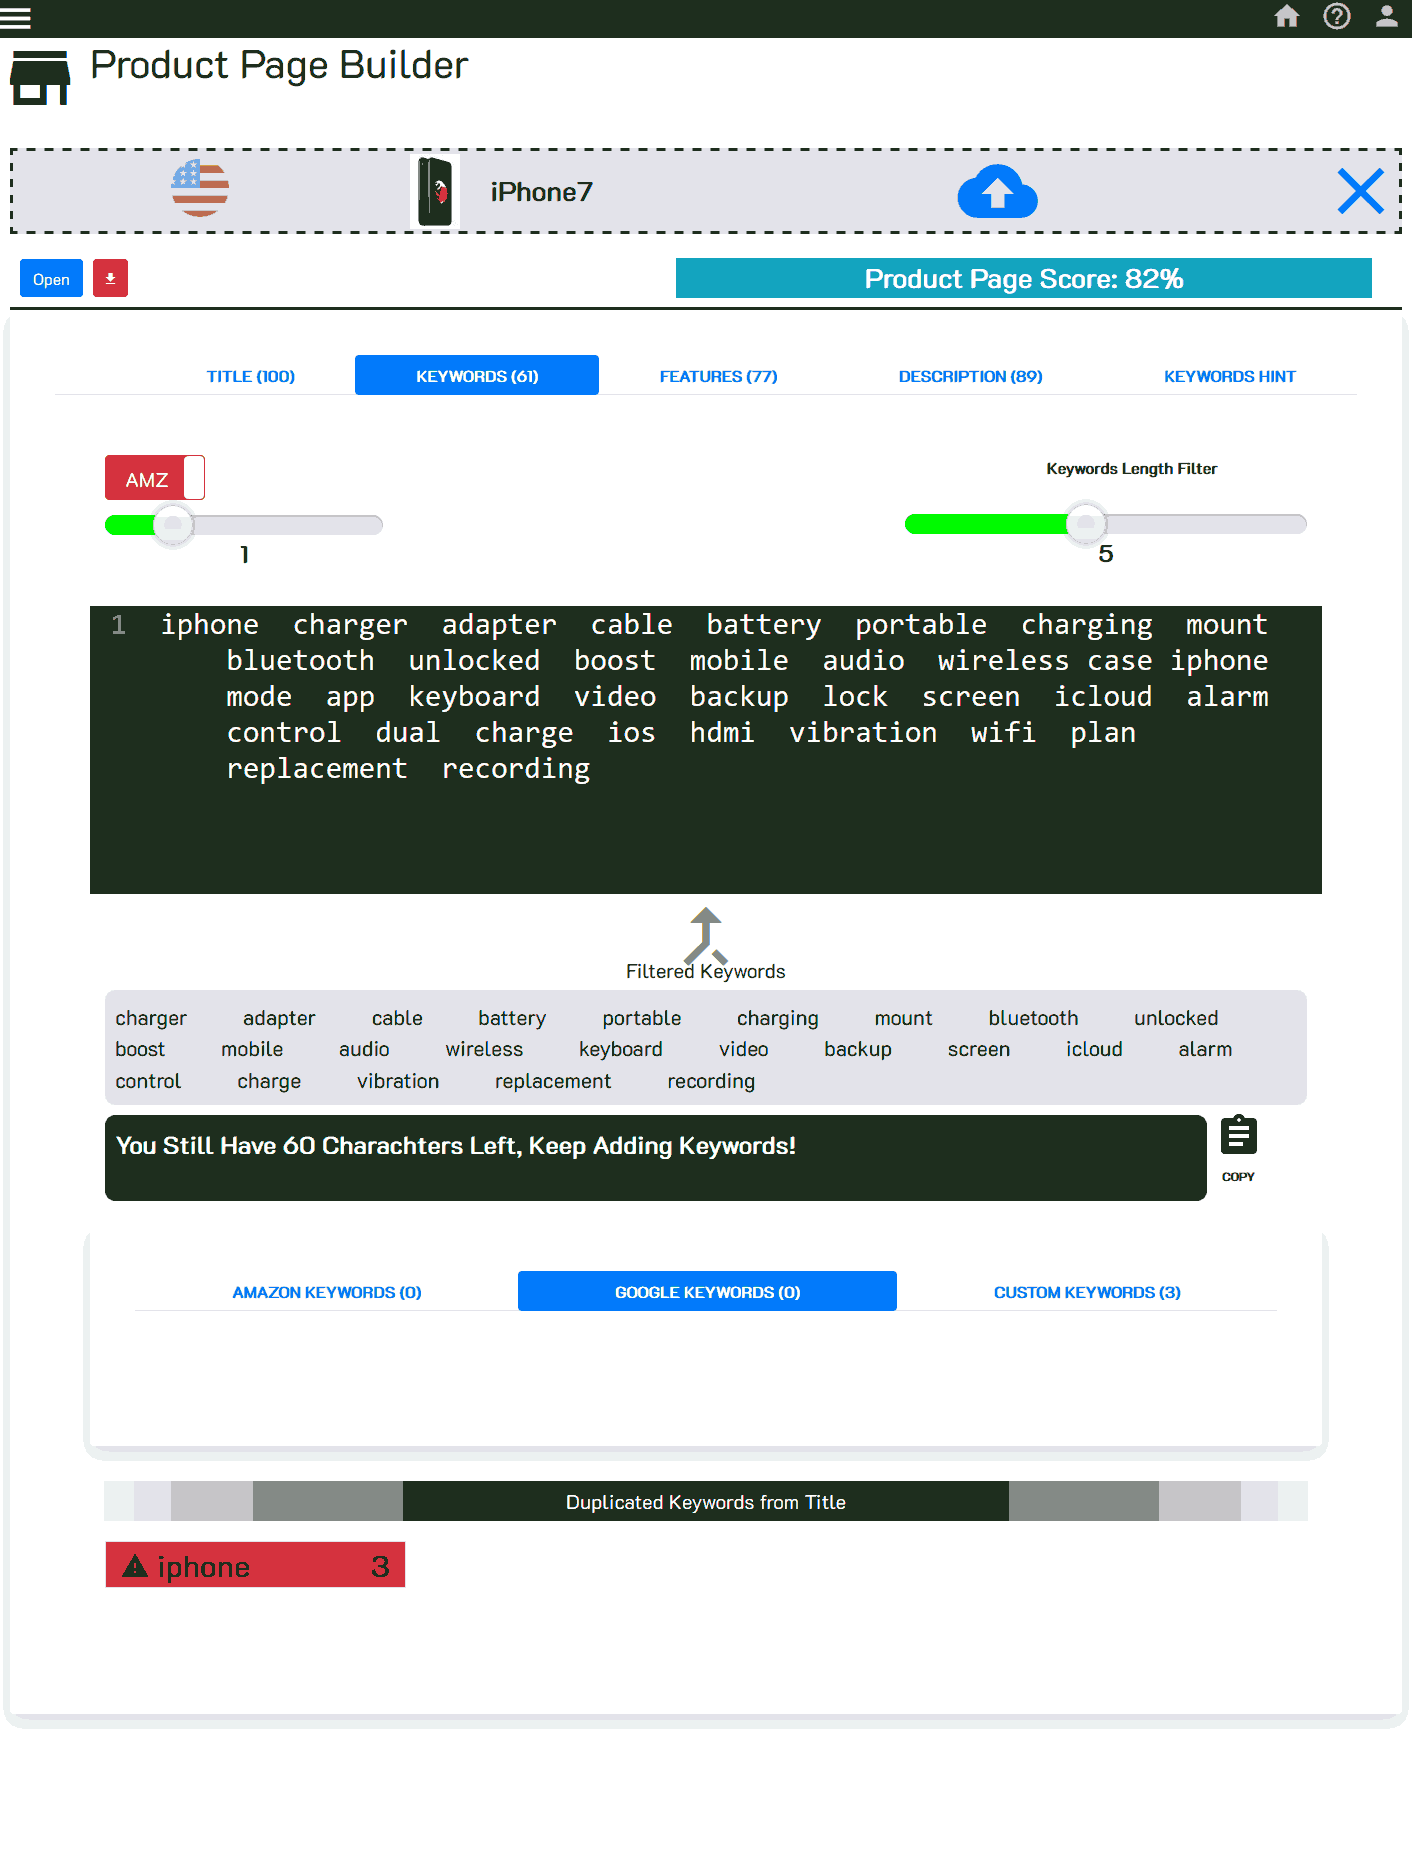 Product Page Builder
iPhone7
Open
Product Page Score: 82%
TITLE (100) KEYWORDS (61) FEATURES (77) DESCRIPTION (89) KEYWORDS HINT
AMZ
Keywords Length Filter
1
5
1 iphone charger adapter cable battery portable charging mount
bluetooth unlocked boost mobile audio wireless case iphone
mode app keyboard video backup lock screen icloud alarm
control dual charge ios hdmi vibration wifi plan
replacement recording
Filtered Keywords
charger adapter cable battery portable charging mount bluetooth unlocked
boost mobile audio wireless keyboard video backup screen icloud alarm
control charge vibration replacement recording
You Still Have 60 Charachters Left, Keep Adding Keywords!
COPY
AMAZON KEYWORDS (0) GOOGLE KEYWORDS (0) CUSTOM KEYWORDS (3)
Duplicated Keywords from Title
iphone 3